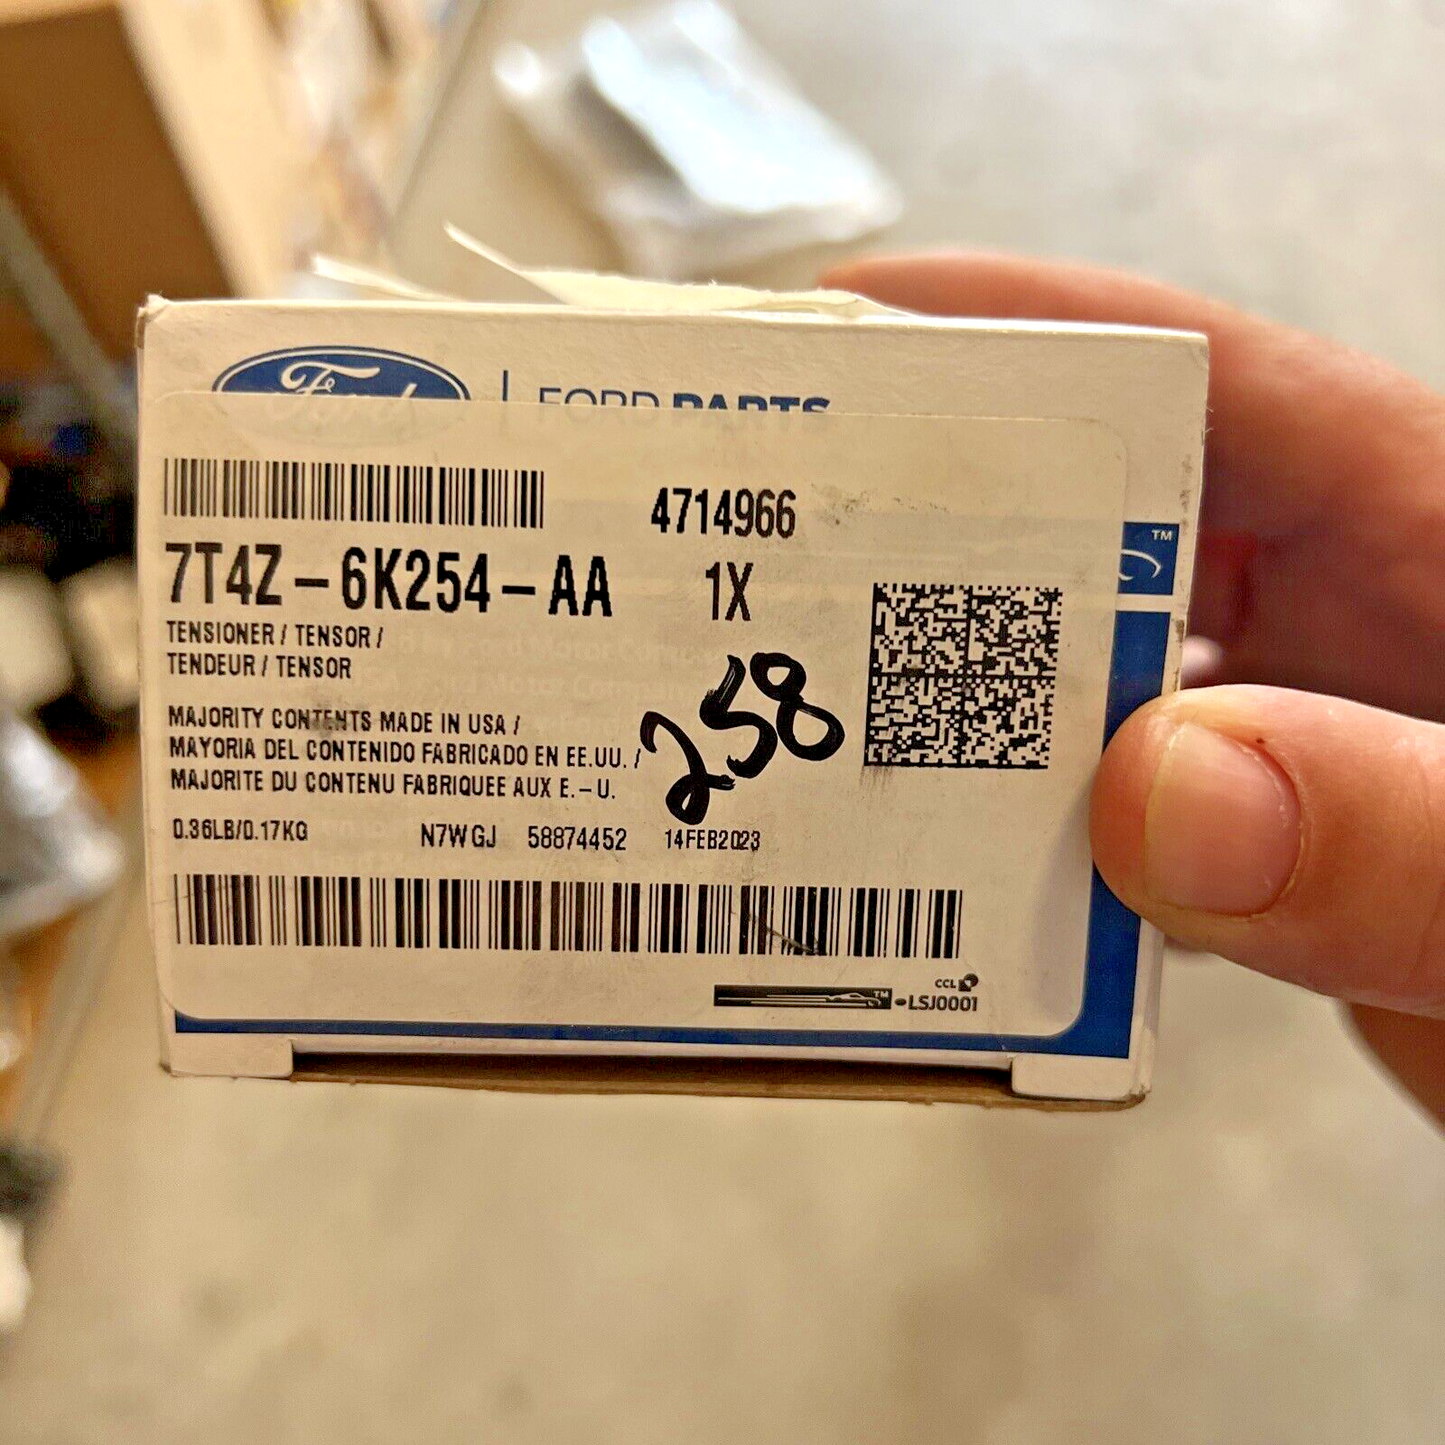 Ford | FORD PARTS
4714966
7T4Z-6K254-AA 1X
TENSIONER / TENSOR /
TENDEUR / TENSOR
258
MAJORITY CONTENTS MADE IN USA /
MAYORIA DEL CONTENIDO FABRICADO EN EE.UU. /
MAJORITE DU CONTENU FABRIQUEE AUX E.-U.
0.36LB/0.17KG N7WGJ 58874452 14FEB2023
CCL
TM -LSJ0001
TM